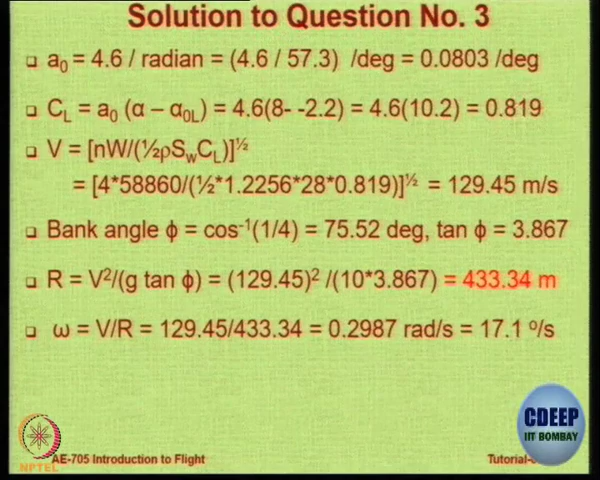 Solution to Question No. 3
❑ a₀ = 4.6 / radian = (4.6 / 57.3) /deg = 0.0803 /deg
❑ C_L = a₀ (α – α₀L) = 4.6(8- -2.2) = 4.6(10.2) = 0.819
❑ V = [nW/(½ρS_wC_L)]^½
= [4*58860/(½*1.2256*28*0.819)]^½ = 129.45 m/s
❑ Bank angle ϕ = cos⁻¹(1/4) = 75.52 deg, tan ϕ = 3.867
❑ R = V²/(g tan ϕ) = (129.45)² /(10*3.867) = 433.34 m
❑ ω = V/R = 129.45/433.34 = 0.2987 rad/s = 17.1 º/s
CDEEP
IIT BOMBAY
NPTEL
AE-705 Introduction to Flight
Tutorial-